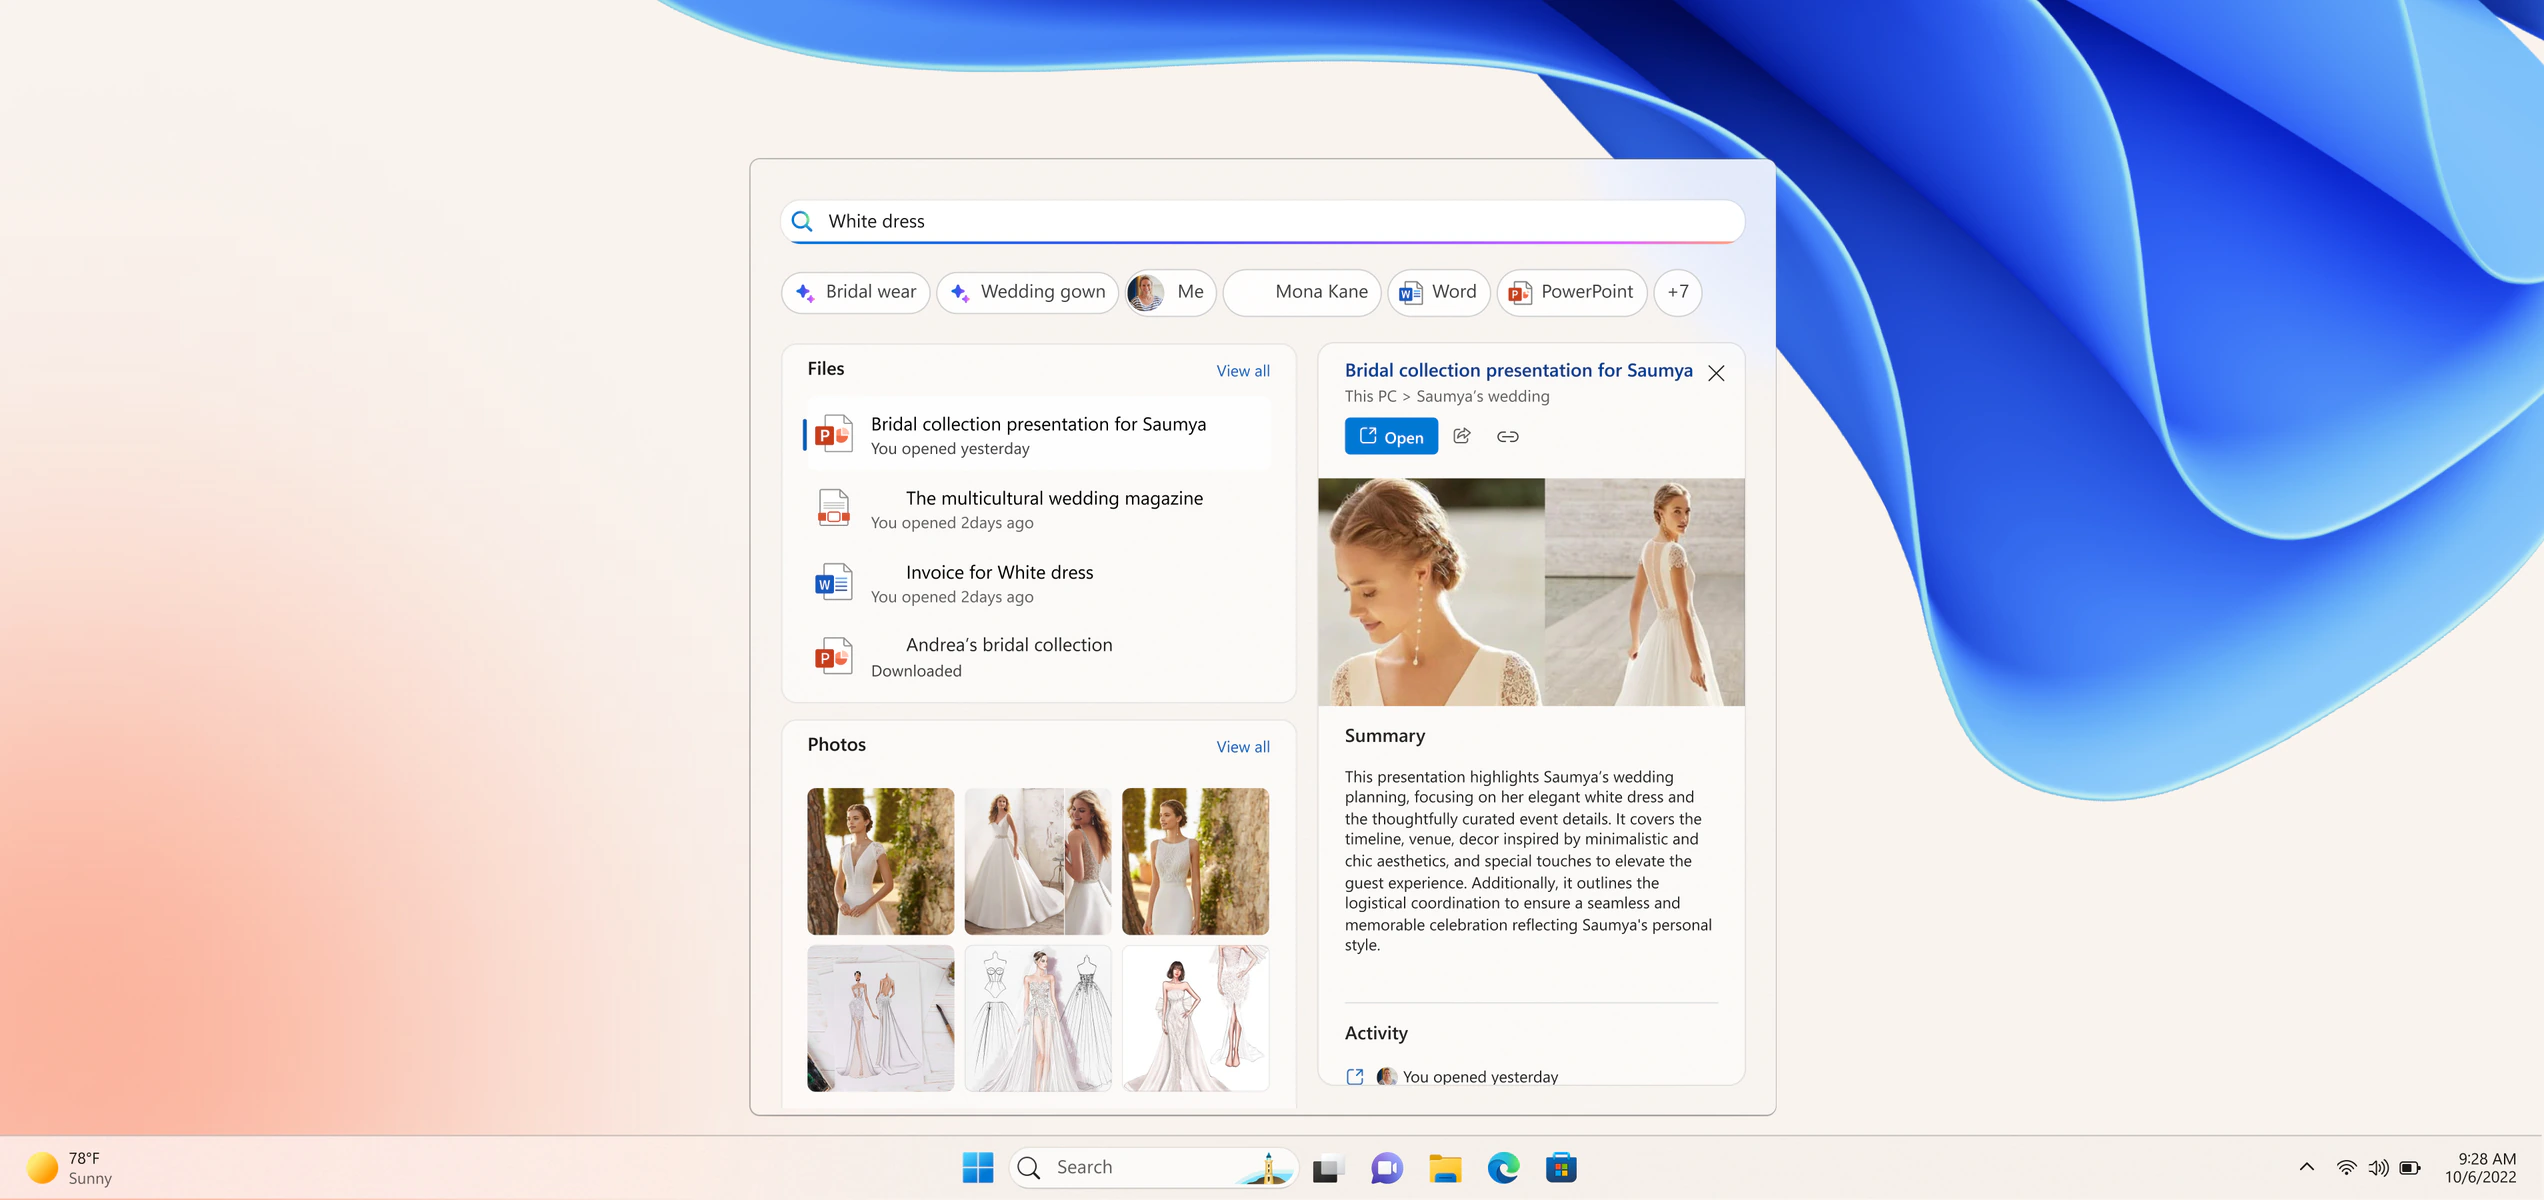 White dress
Bridal wear
Wedding gown
Me
Mona Kane
Word
PowerPoint
+7
Files
View all
Bridal collection presentation for Saumya
You opened yesterday
The multicultural wedding magazine
You opened 2days ago
Invoice for White dress
You opened 2days ago
Andrea’s bridal collection
Downloaded
Photos
View all
Bridal collection presentation for Saumya
This PC > Saumya’s wedding
Open
Summary
This presentation highlights Saumya’s wedding
planning, focusing on her elegant white dress and
the thoughtfully curated event details. It covers the
timeline, venue, decor inspired by minimalistic and
chic aesthetics, and special touches to elevate the
guest experience. Additionally, it outlines the
logistical coordination to ensure a seamless and
memorable celebration reflecting Saumya's personal
style.
Activity
You opened yesterday
78°F
Sunny
Search
9:28 AM
10/6/2022